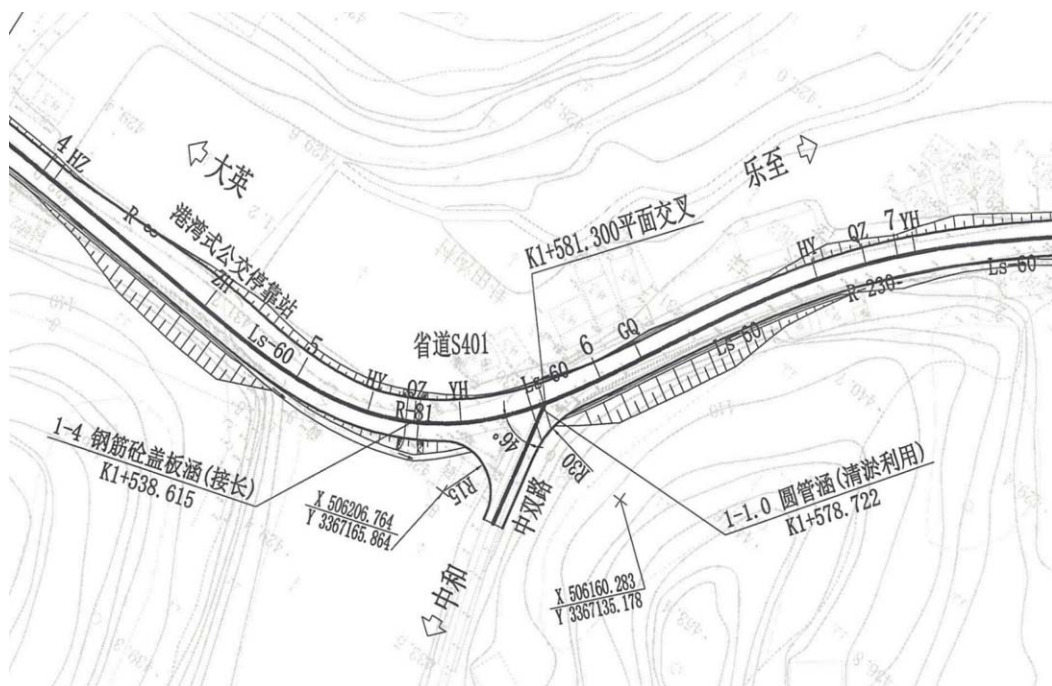 4
HZ
大英
乐至
R-∞
港湾式公交停靠站
K1+581.300平面交叉
ZH
HY
QZ
7
YH
Ls-60
5
省道S401
6
GQ
R-230-
Ls-60
HY
QZ
YH
R-81
Ls-60
Ls-50
46°
1-4 钢筋砼盖板涵(接长)
K1+538.615
R15
R30
中双路
1-1.0 圆管涵(清淤利用)
K1+578.722
X 506206.764
Y 3367165.864
中和
X 506160.283
Y 3367135.178